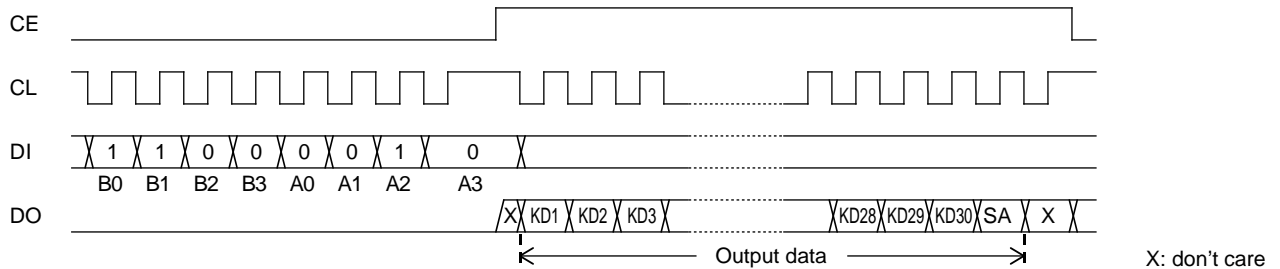 CE
CL
DI 1 1 0 0 0 0 1 0
B0 B1 B2 B3 A0 A1 A2 A3
DO X KD1 KD2 KD3 KD28 KD29 KD30 SA X
Output data X: don't care